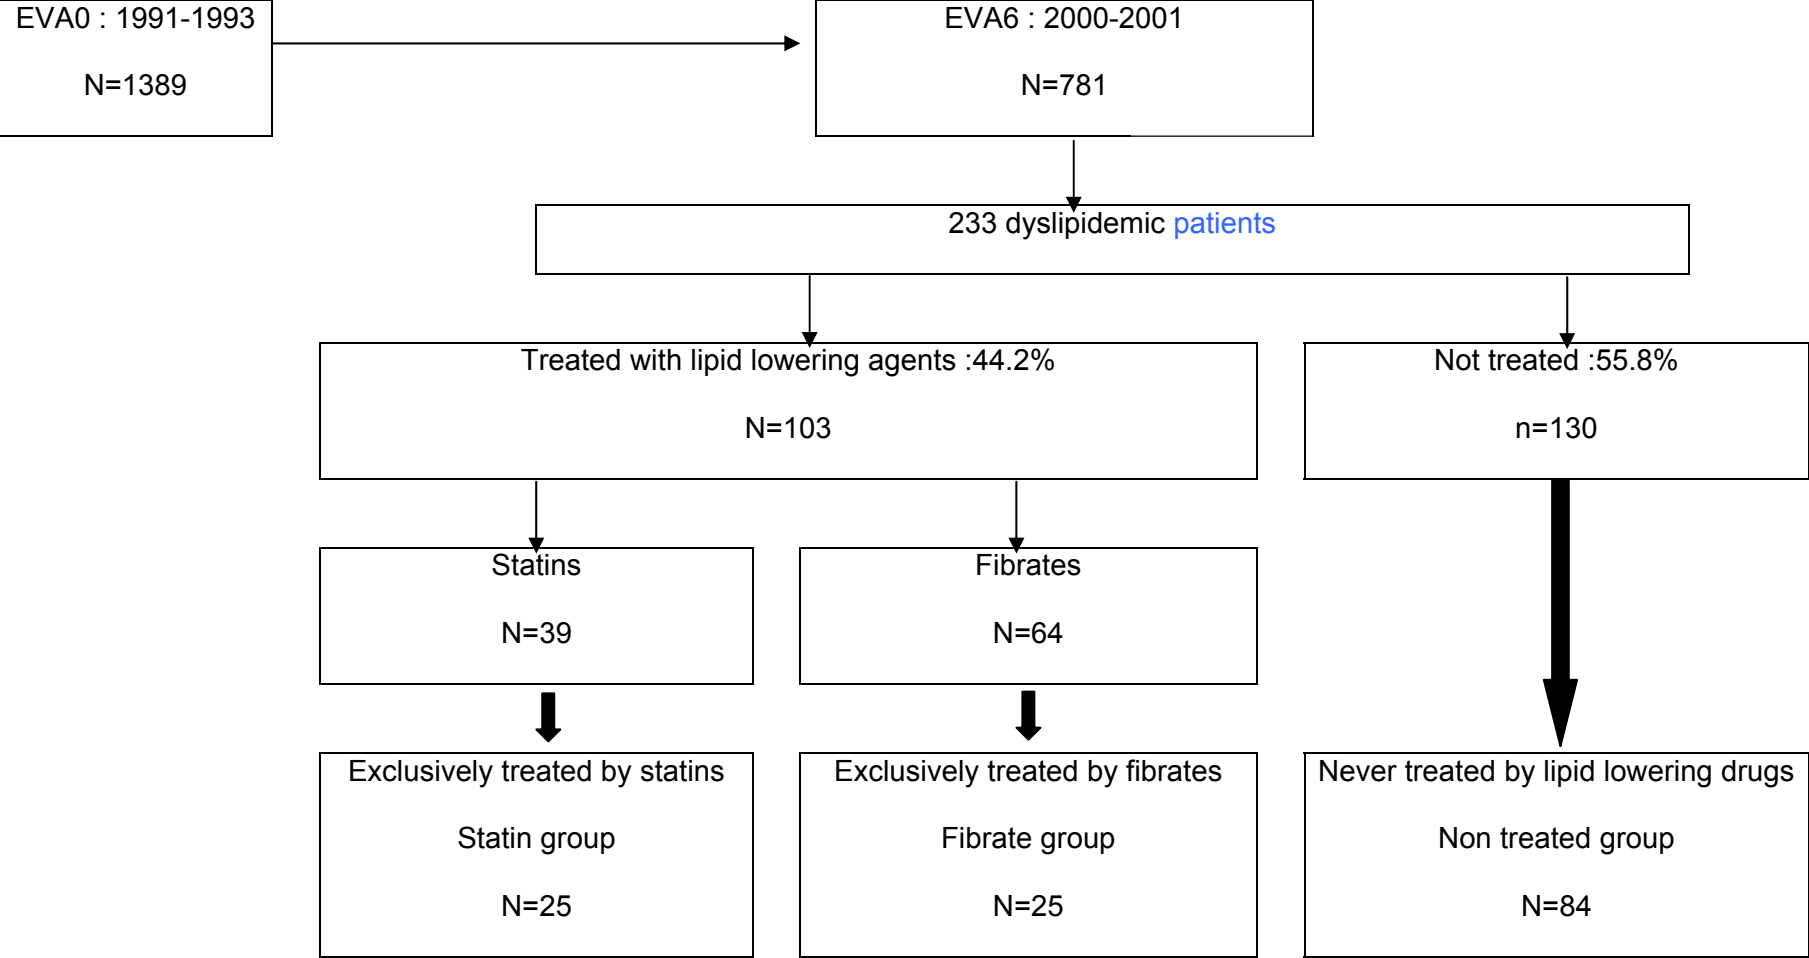 EVA0 : 1991-1993
N=1389
EVA6 : 2000-2001
N=781
233 dyslipidemic patients
Treated with lipid lowering agents :44.2%
N=103
Not treated :55.8%
n=130
Statins
N=39
Fibrates
N=64
Exclusively treated by statins
Statin group
N=25
Exclusively treated by fibrates
Fibrate group
N=25
Never treated by lipid lowering drugs
Non treated group
N=84